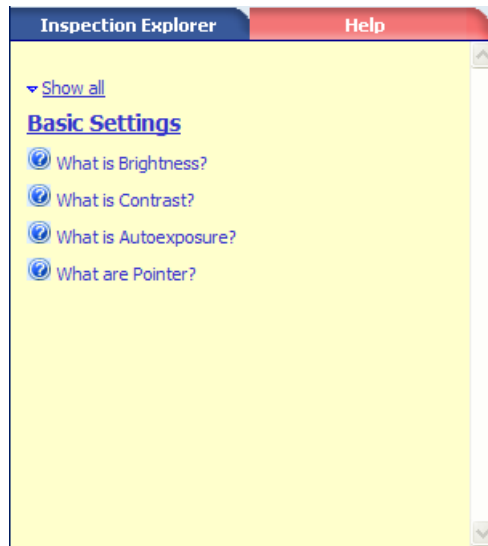 Inspection Explorer Help
Show all
Basic Settings
What is Brightness?
What is Contrast?
What is Autoexposure?
What are Pointer?